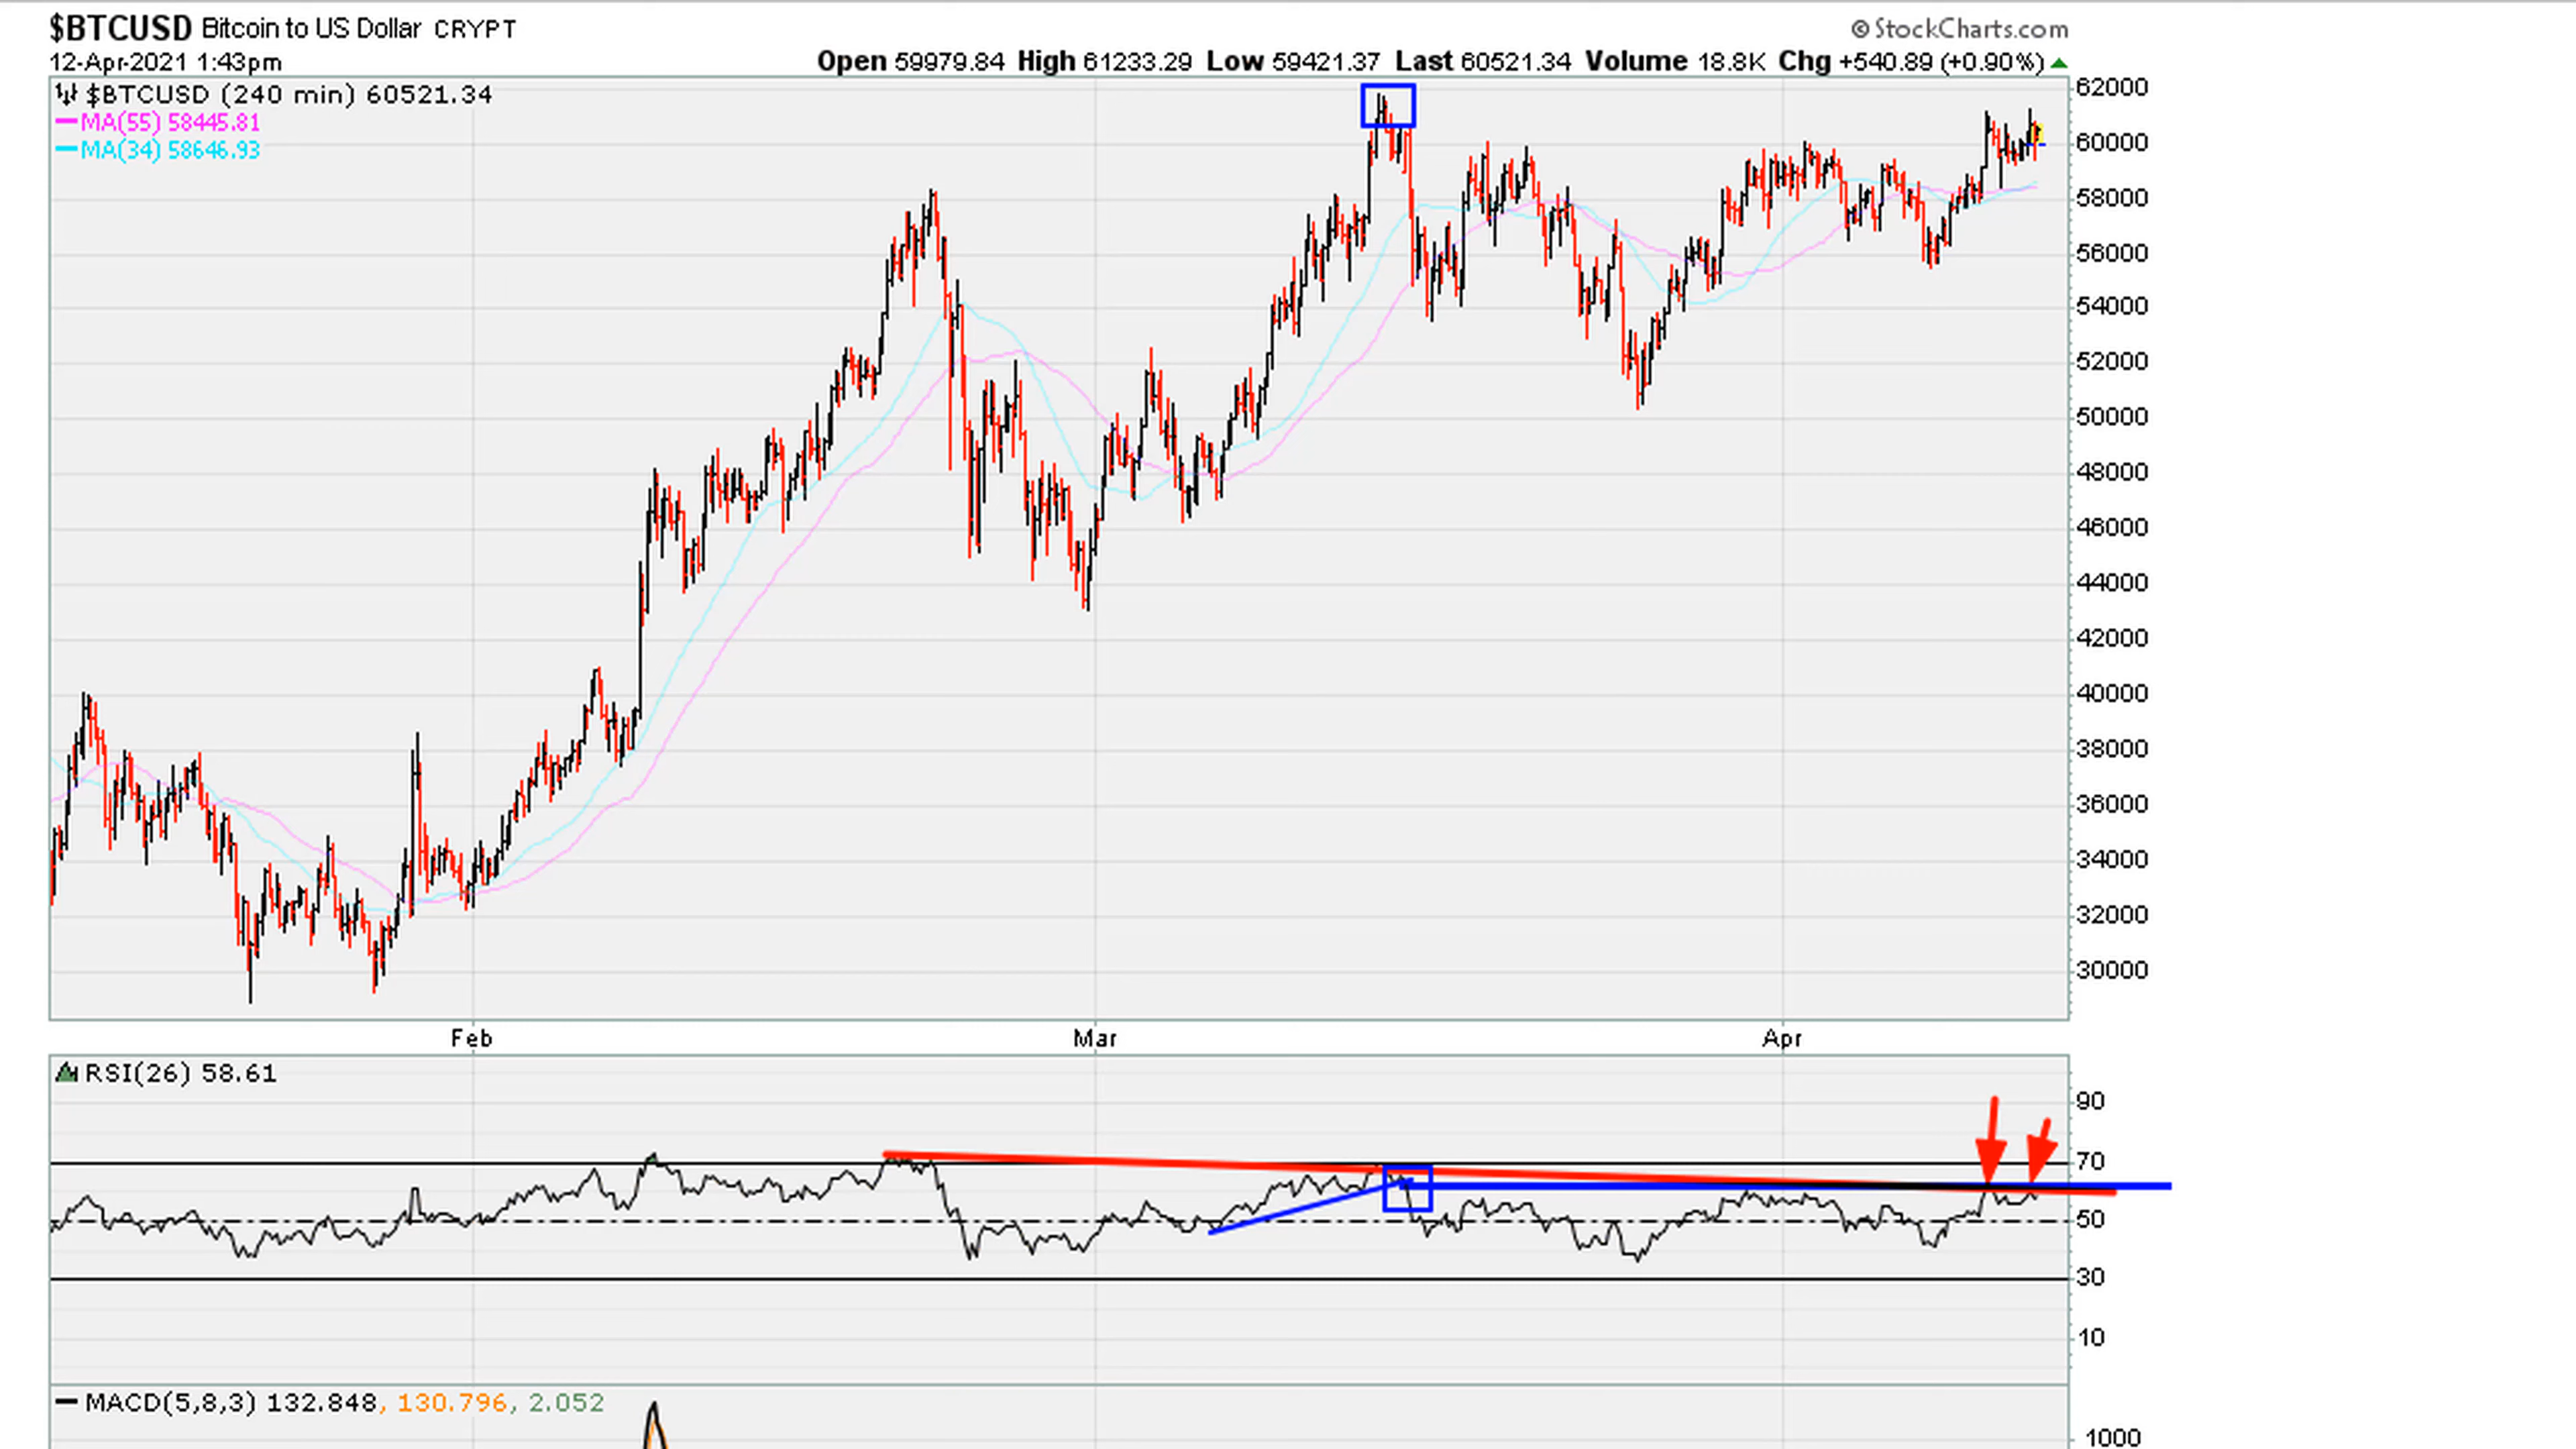 $BTCUSD Bitcoin to US Dollar CRYPT
© StockCharts.com
12-Apr-2021 1:43pm
Open 59979.84 High 61233.29 Low 59421.37 Last 60521.34 Volume 18.8K Chg +540.89 (+0.90%)
$BTCUSD (240 min) 60521.34
MA(55) 58445.81
MA(34) 58646.93
62000
60000
58000
56000
54000
52000
50000
48000
46000
44000
42000
40000
38000
36000
34000
32000
30000
Feb Mar Apr
RSI(26) 58.61
90
70
50
30
10
MACD(5,8,3) 132.848, 130.796, 2.052
1000